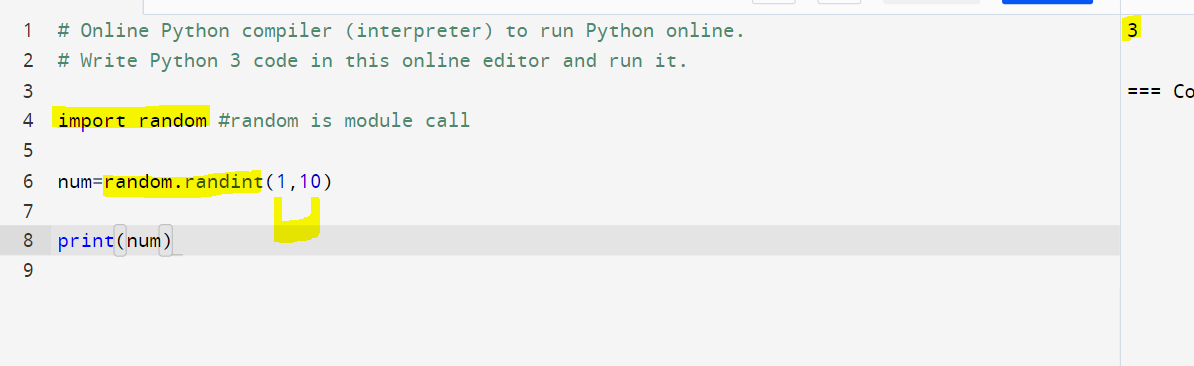 1 # Online Python compiler (interpreter) to run Python online.
2 # Write Python 3 code in this online editor and run it.
3
4 import random #random is module call
5
6 num=random.randint(1,10)
7
8 print(num)
9
3
=== Co